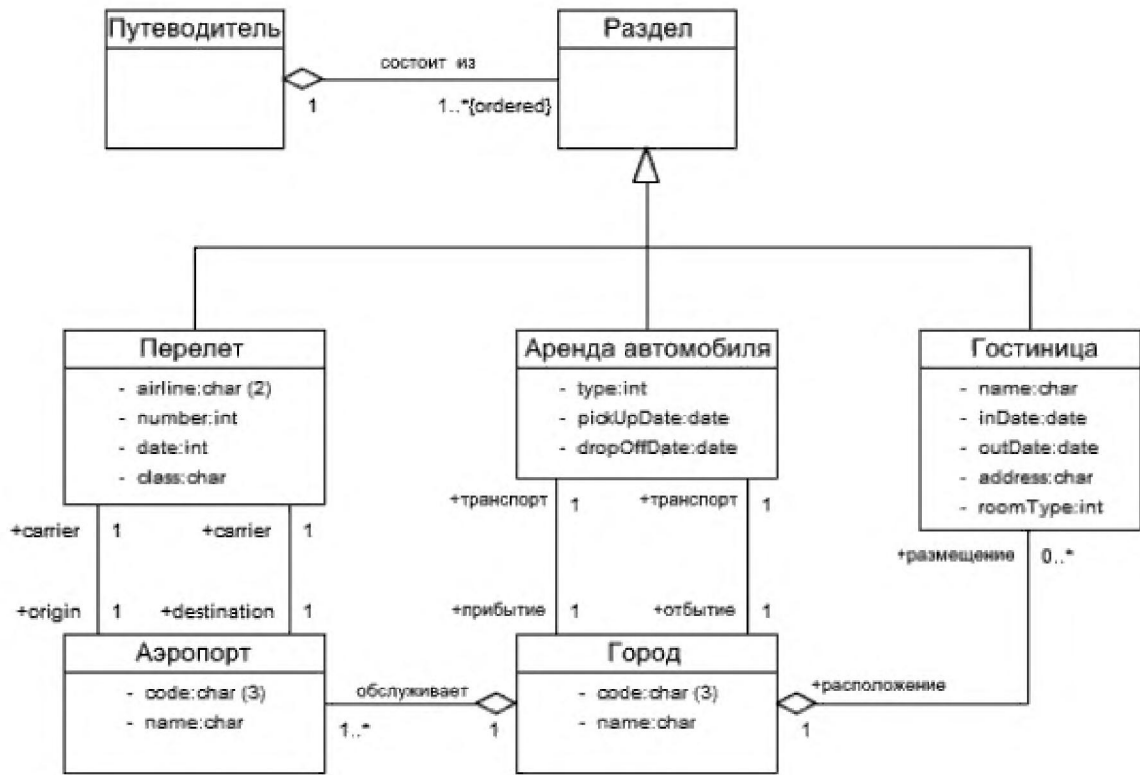 Путеводитель
Раздел
состоит из
1
1..*{ordered}
Перелет
- airline:char (2)
- number:int
- date:int
- class:char
Аренда автомобиля
- type:int
- pickUpDate:date
- dropOffDate:date
Гостиница
- name:char
- inDate:date
- outDate:date
- address:char
- roomType:int
+carrier 1 +carrier 1
+транспорт 1 +транспорт 1
+размещение 0..*
+origin 1 +destination 1
+прибытие 1 +отбытие 1
Аэропорт
- code:char (3)
- name:char
обслуживает
1..*
1
Город
- code:char (3)
- name:char
+расположение
1